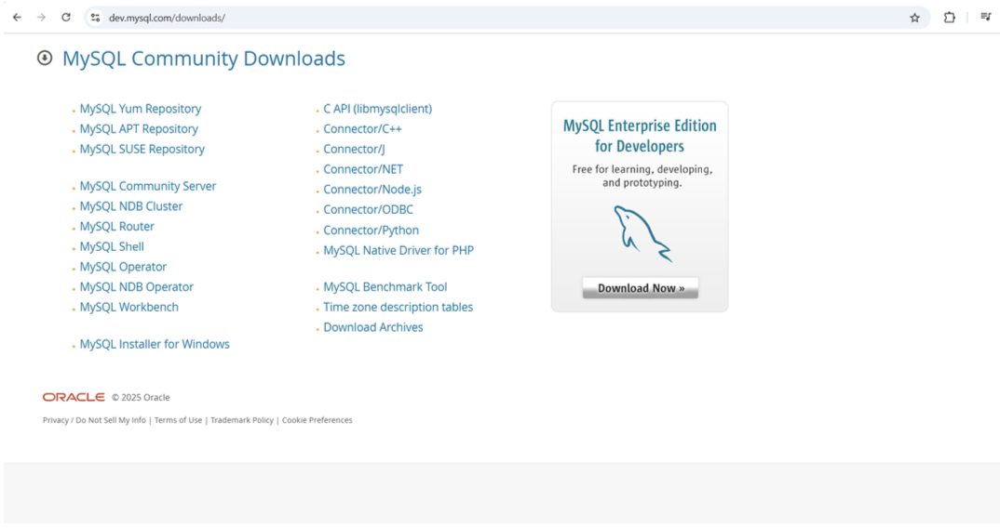 dev.mysql.com/downloads/
MySQL Community Downloads
MySQL Yum Repository
MySQL APT Repository
MySQL SUSE Repository
MySQL Community Server
MySQL NDB Cluster
MySQL Router
MySQL Shell
MySQL Operator
MySQL NDB Operator
MySQL Workbench
MySQL Installer for Windows
C API (libmysqlclient)
Connector/C++
Connector/J
Connector/NET
Connector/Node.js
Connector/ODBC
Connector/Python
MySQL Native Driver for PHP
MySQL Benchmark Tool
Time zone description tables
Download Archives
MySQL Enterprise Edition
for Developers
Free for learning, developing,
and prototyping.
Download Now »
ORACLE © 2025 Oracle
Privacy / Do Not Sell My Info | Terms of Use | Trademark Policy | Cookie Preferences